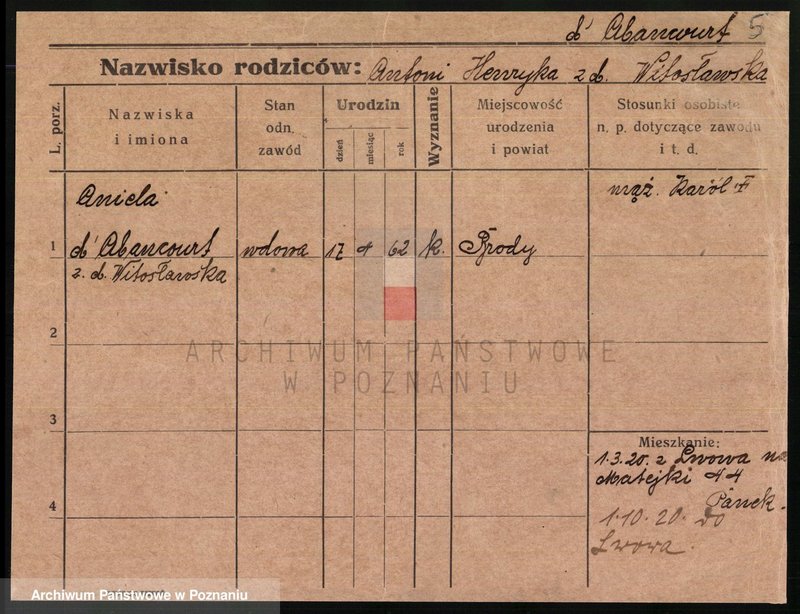 d' Abancourt 5
Nazwisko rodziców: Antoni Henryka z d. Witosławska
L. porz.
Nazwiska
i imiona
Stan
odn.
zawód
Urodzin
dzień
miesiąc
rok
Wyznanie
Miejscowość
urodzenia
i powiat
Stosunki osobiste
n. p. dotyczące zawodu
i t. d.
Aniela
mąż. Karól
1 d' Abancourt wdowa 17 4 62 k. Brody
z. d. Witosławska
2
ARCHIWUM PAŃSTWOWE
W POZNANIU
3
Mieszkanie:
1.3.20. z Lwowa na
Matejki 44
Panek.
4
1.10.20. do
Lwowa.
Archiwum Państwowe w Poznaniu